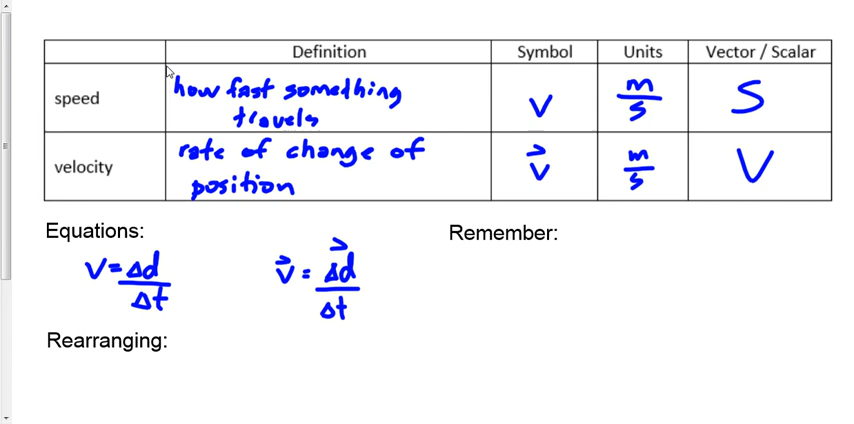 Definition Symbol Units Vector / Scalar
speed how fast something travels v m/s S
velocity rate of change of position v⃗ m/s V
Equations: Remember:
v = Δd/Δt v⃗ = Δd⃗/Δt
Rearranging: